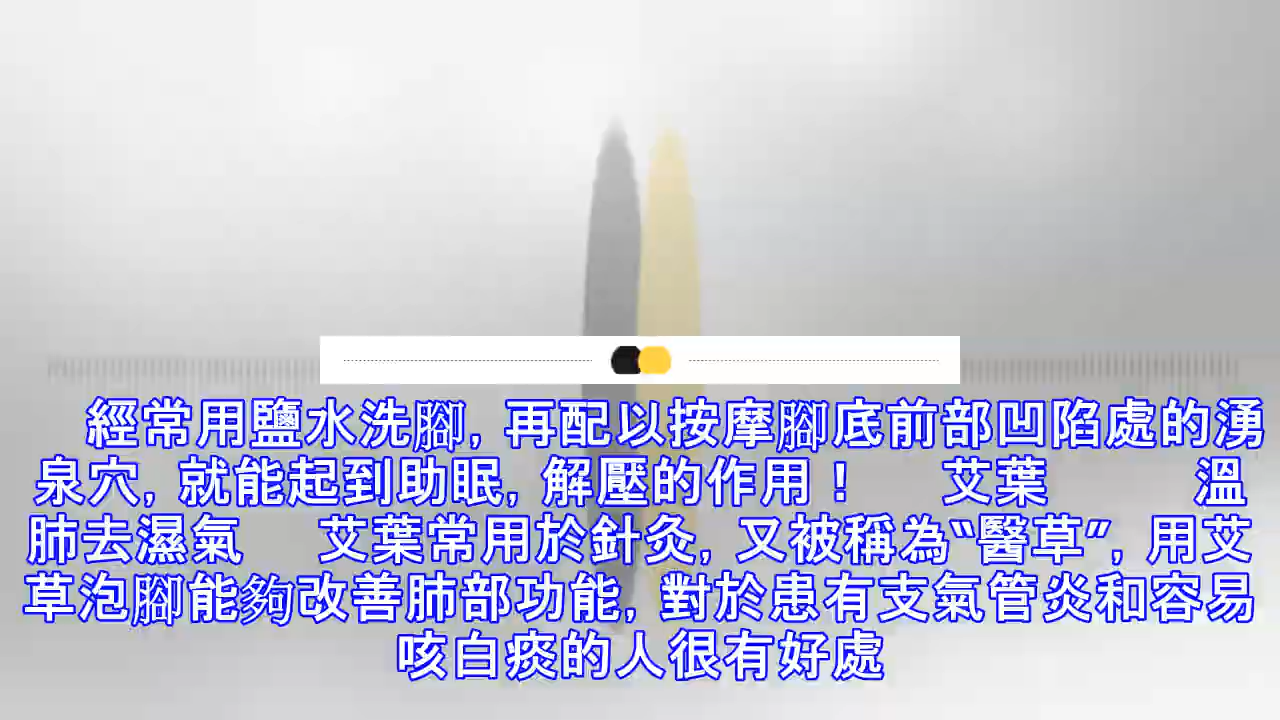 經常用鹽水洗腳, 再配以按摩腳底前部凹陷處的湧
泉穴, 就能起到助眠, 解壓的作用！ 艾葉 溫
肺去濕氣 艾葉常用於針灸, 又被稱為“醫草”, 用艾
草泡腳能夠改善肺部功能, 對於患有支氣管炎和容易
咳白痰的人很有好處